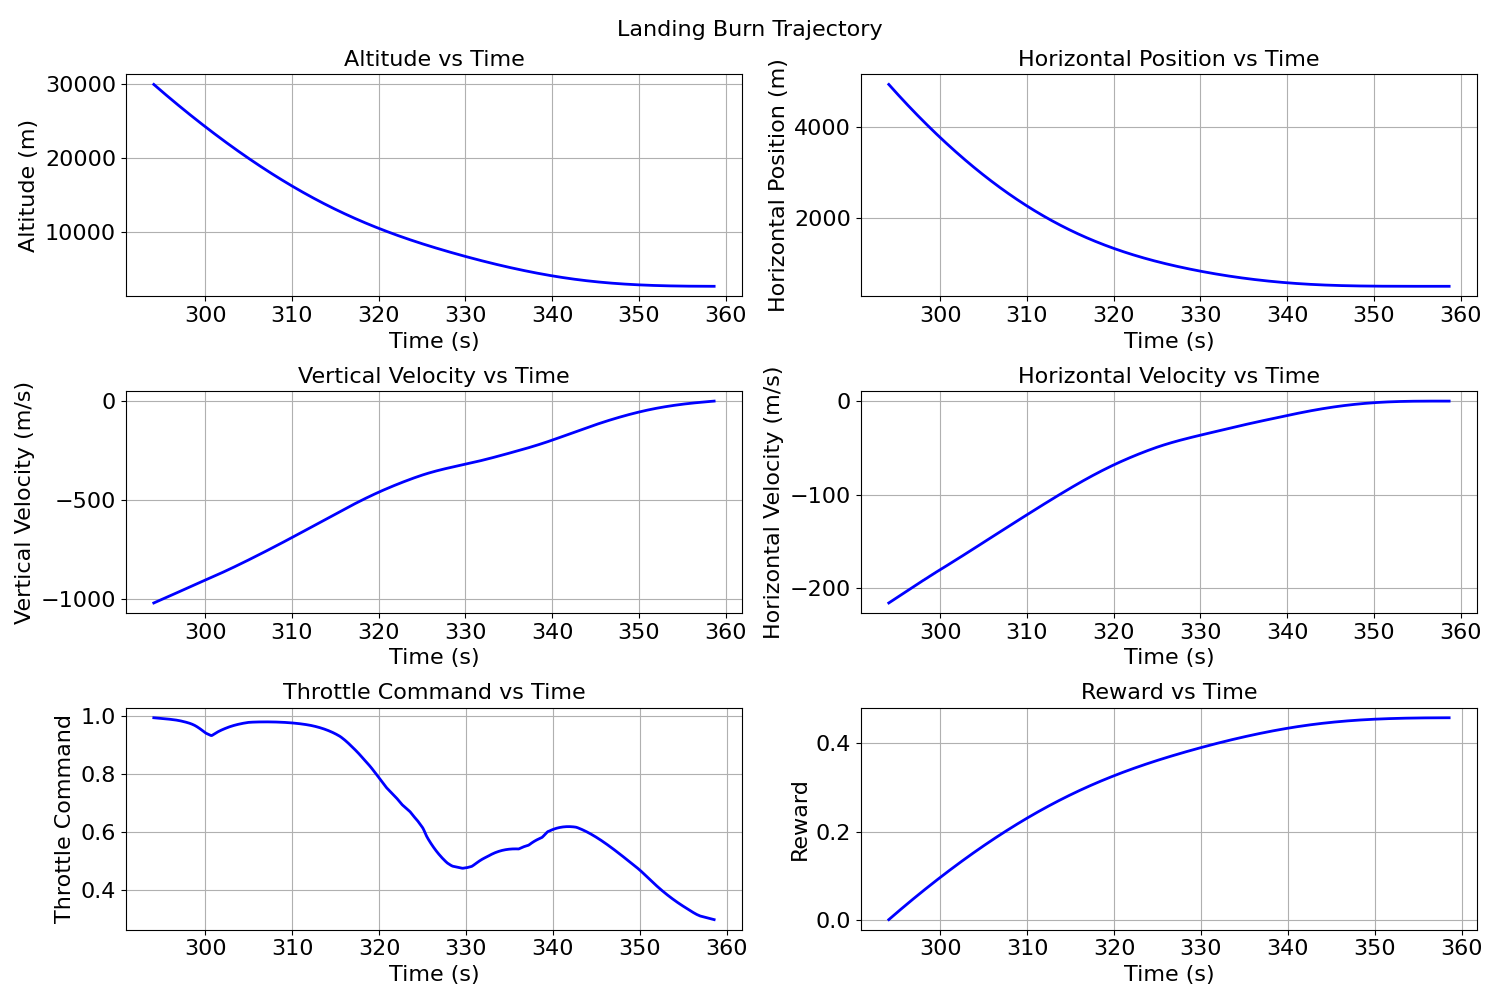 Landing Burn Trajectory
Altitude vs Time
Altitude (m)
30000
20000
10000
300 310 320 330 340 350 360
Time (s)
Horizontal Position vs Time
Horizontal Position (m)
4000
2000
300 310 320 330 340 350 360
Time (s)
Vertical Velocity vs Time
Vertical Velocity (m/s)
0
−500
−1000
300 310 320 330 340 350 360
Time (s)
Horizontal Velocity vs Time
Horizontal Velocity (m/s)
0
−100
−200
300 310 320 330 340 350 360
Time (s)
Throttle Command vs Time
Throttle Command
1.0
0.8
0.6
0.4
300 310 320 330 340 350 360
Time (s)
Reward vs Time
Reward
0.4
0.2
0.0
300 310 320 330 340 350 360
Time (s)